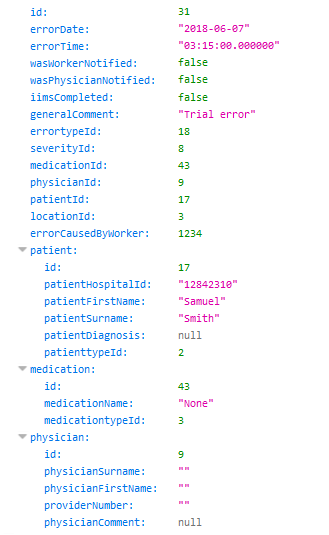 id: 31
errorDate: "2018-06-07"
errorTime: "03:15:00.000000"
wasWorkerNotified: false
wasPhysicianNotified: false
iimsCompleted: false
generalComment: "Trial error"
errortypeId: 18
severityId: 8
medicationId: 43
physicianId: 9
patientId: 17
locationId: 3
errorCausedByWorker: 1234
patient:
id: 17
patientHospitalId: "12842310"
patientFirstName: "Samuel"
patientSurname: "Smith"
patientDiagnosis: null
patienttypeId: 2
medication:
id: 43
medicationName: "None"
medicationtypeId: 3
physician:
id: 9
physicianSurname: ""
physicianFirstName: ""
providerNumber: ""
physicianComment: null